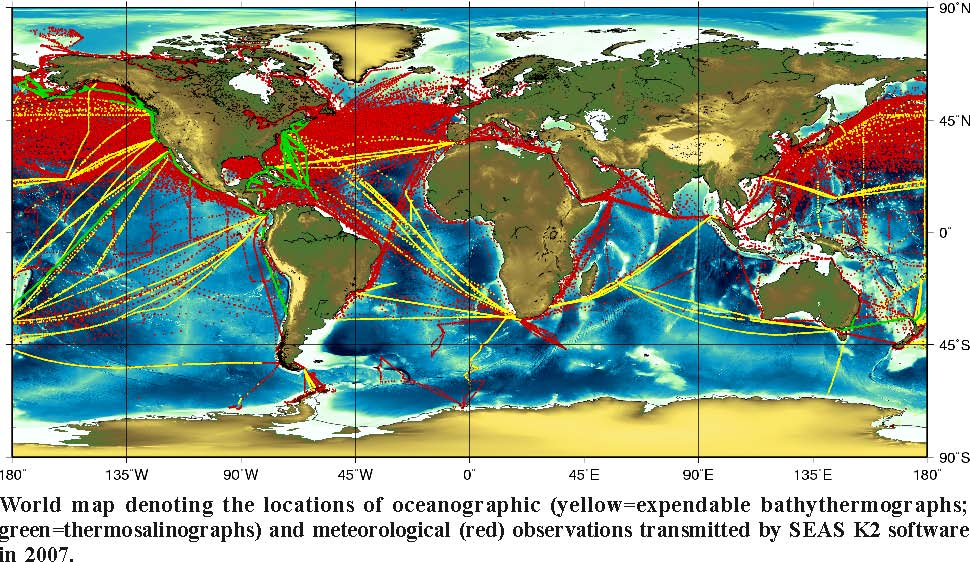 90°N
45°N
0°
45°S
90°S
180° 135°W 90°W 45°W 0° 45°E 90°E 135°E 180°
World map denoting the locations of oceanographic (yellow=expendable bathythermographs;
green=thermosalinographs) and meteorological (red) observations transmitted by SEAS K2 software
in 2007.